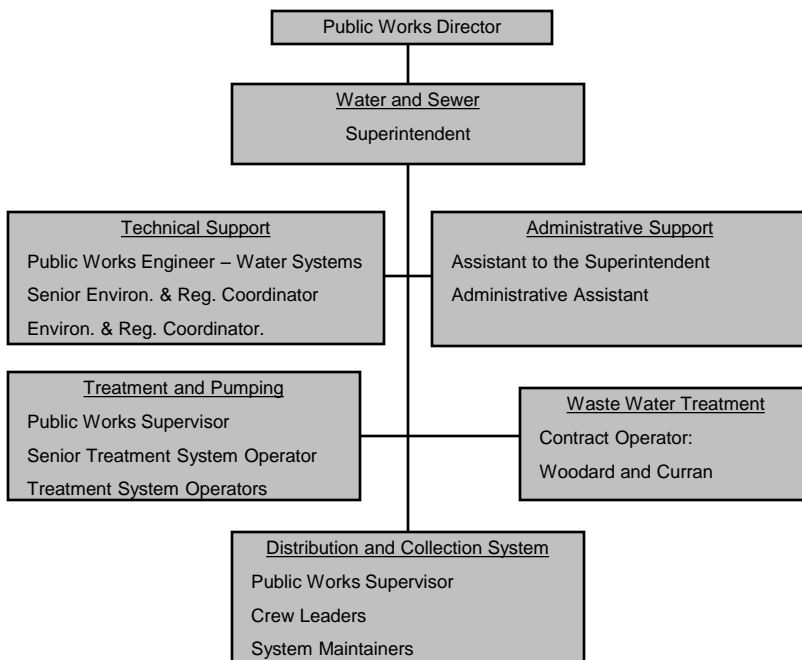 Public Works Director
Water and Sewer
Superintendent
Technical Support
Public Works Engineer – Water Systems
Senior Environ. & Reg. Coordinator
Environ. & Reg. Coordinator.
Administrative Support
Assistant to the Superintendent
Administrative Assistant
Treatment and Pumping
Public Works Supervisor
Senior Treatment System Operator
Treatment System Operators
Waste Water Treatment
Contract Operator:
Woodard and Curran
Distribution and Collection System
Public Works Supervisor
Crew Leaders
System Maintainers